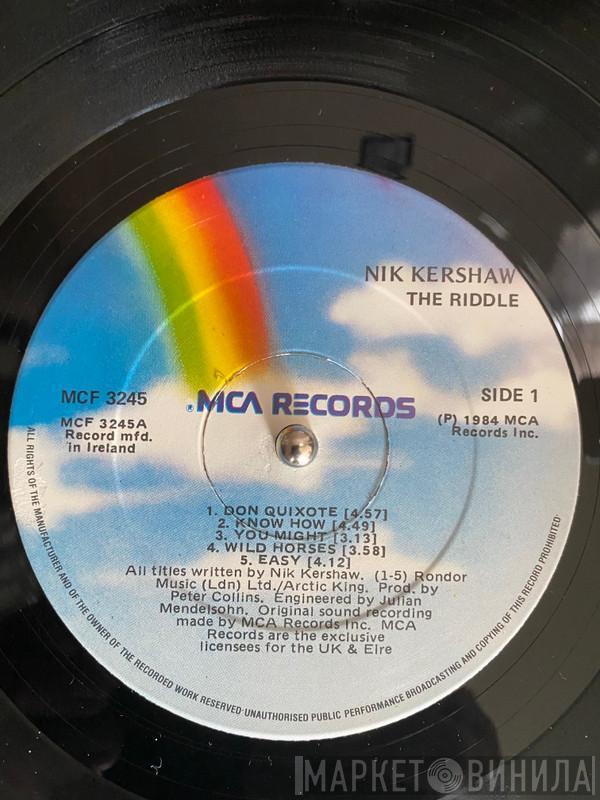 NIK KERSHAW
THE RIDDLE
MCF 3245
MCA RECORDS®
SIDE 1
MCF 3245A
Record mfd.
in Ireland
(P) 1984 MCA
Records Inc.
1. DON QUIXOTE [4.57]
2. KNOW HOW [4.49]
3. YOU MIGHT [3.13]
4. WILD HORSES [3.58]
5. EASY [4.12]
All titles written by Nik Kershaw. (1-5) Rondor
Music (Ldn) Ltd./Arctic King. Prod. by
Peter Collins. Engineered by Julian
Mendelsohn. Original sound recording
made by MCA Records Inc. MCA
Records are the exclusive
licensees for the UK & EIre
ALL RIGHTS OF THE MANUFACTURER AND OF THE OWNER OF THE RECORDED WORK RESERVED·UNAUTHORISED PUBLIC PERFORMANCE BROADCASTING AND COPYING OF THIS RECORD PROHIBITED·
МАРКЕТ ВИНИЛА